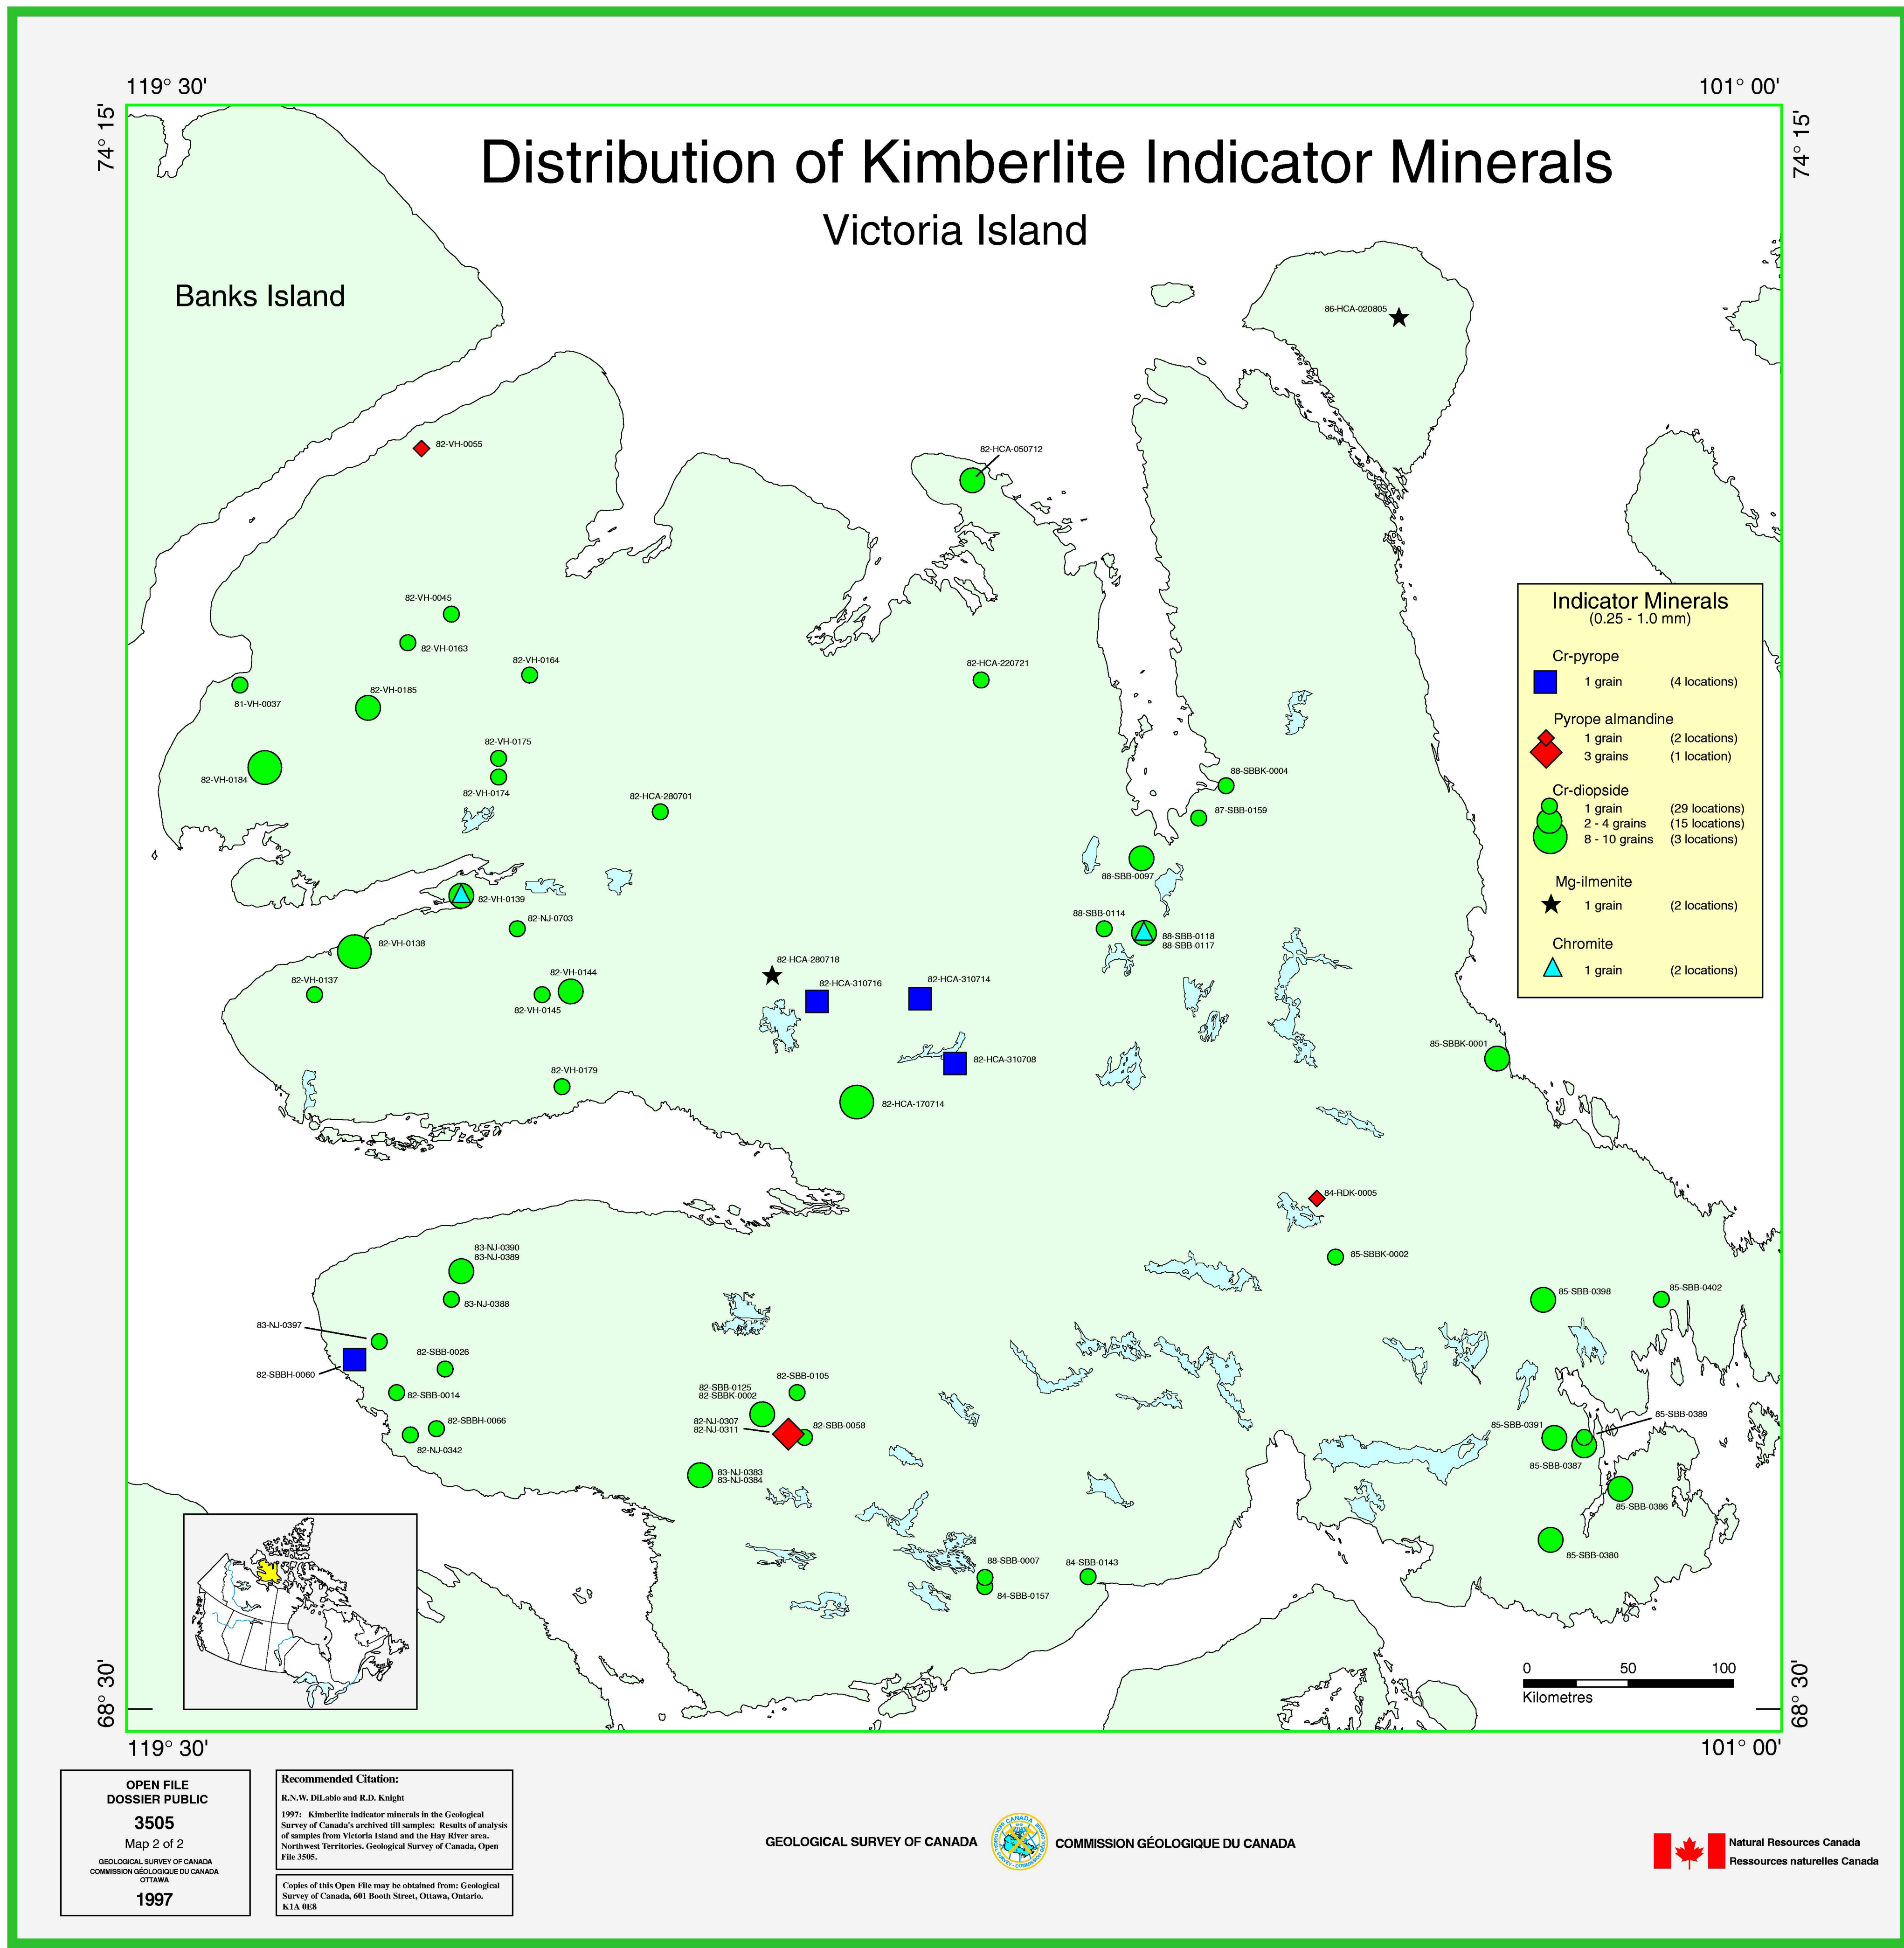 119° 30'
101° 00'
74° 15'
74° 15'
Distribution of Kimberlite Indicator Minerals
Victoria Island
Banks Island
86-HCA-020805
82-VH-0055
82-HCA-050712
82-VH-0045
82-VH-0163
82-VH-0164
82-HCA-220721
82-VH-0185
81-VH-0037
82-VH-0175
82-VH-0184
82-VH-0174
82-HCA-280701
88-SBBK-0004
87-SBB-0159
88-SBB-0097
82-VH-0139
82-NJ-0703
88-SBB-0114
88-SBB-0118
88-SBB-0117
82-VH-0138
82-HCA-280718
82-VH-0137
82-VH-0144
82-VH-0145
82-HCA-310716
82-HCA-310714
85-SBBK-0001
82-HCA-310708
82-VH-0179
82-HCA-170714
84-RDK-0005
83-NJ-0390
83-NJ-0389
85-SBBK-0002
83-NJ-0388
85-SBB-0398
85-SBB-0402
83-NJ-0397
82-SBB-0026
82-SBBH-0060
82-SBB-0014
82-SBB-0105
82-SBB-0125
82-SBBK-0002
82-SBBH-0066
82-NJ-0307
82-NJ-0311
82-SBB-0058
82-NJ-0342
85-SBB-0389
85-SBB-0391
85-SBB-0387
83-NJ-0383
83-NJ-0384
85-SBB-0386
85-SBB-0380
88-SBB-0007
84-SBB-0143
84-SBB-0157
Indicator Minerals
(0.25 - 1.0 mm)
Cr-pyrope
1 grain (4 locations)
Pyrope almandine
1 grain (2 locations)
3 grains (1 location)
Cr-diopside
1 grain (29 locations)
2 - 4 grains (15 locations)
8 - 10 grains (3 locations)
Mg-ilmenite
1 grain (2 locations)
Chromite
1 grain (2 locations)
0 50 100
Kilometres
68° 30'
68° 30'
119° 30'
101° 00'
OPEN FILE
DOSSIER PUBLIC
3505
Map 2 of 2
GEOLOGICAL SURVEY OF CANADA
COMMISSION GÉOLOGIQUE DU CANADA
OTTAWA
1997
Recommended Citation:
R.N.W. DiLabio and R.D. Knight
1997: Kimberlite indicator minerals in the Geological
Survey of Canada's archived till samples: Results of analysis
of samples from Victoria Island and the Hay River area.
Northwest Territories. Geological Survey of Canada, Open
File 3505.
Copies of this Open File may be obtained from: Geological
Survey of Canada, 601 Booth Street, Ottawa, Ontario.
K1A 0E8
GEOLOGICAL SURVEY OF CANADA
COMMISSION GÉOLOGIQUE DU CANADA
Natural Resources Canada
Ressources naturelles Canada